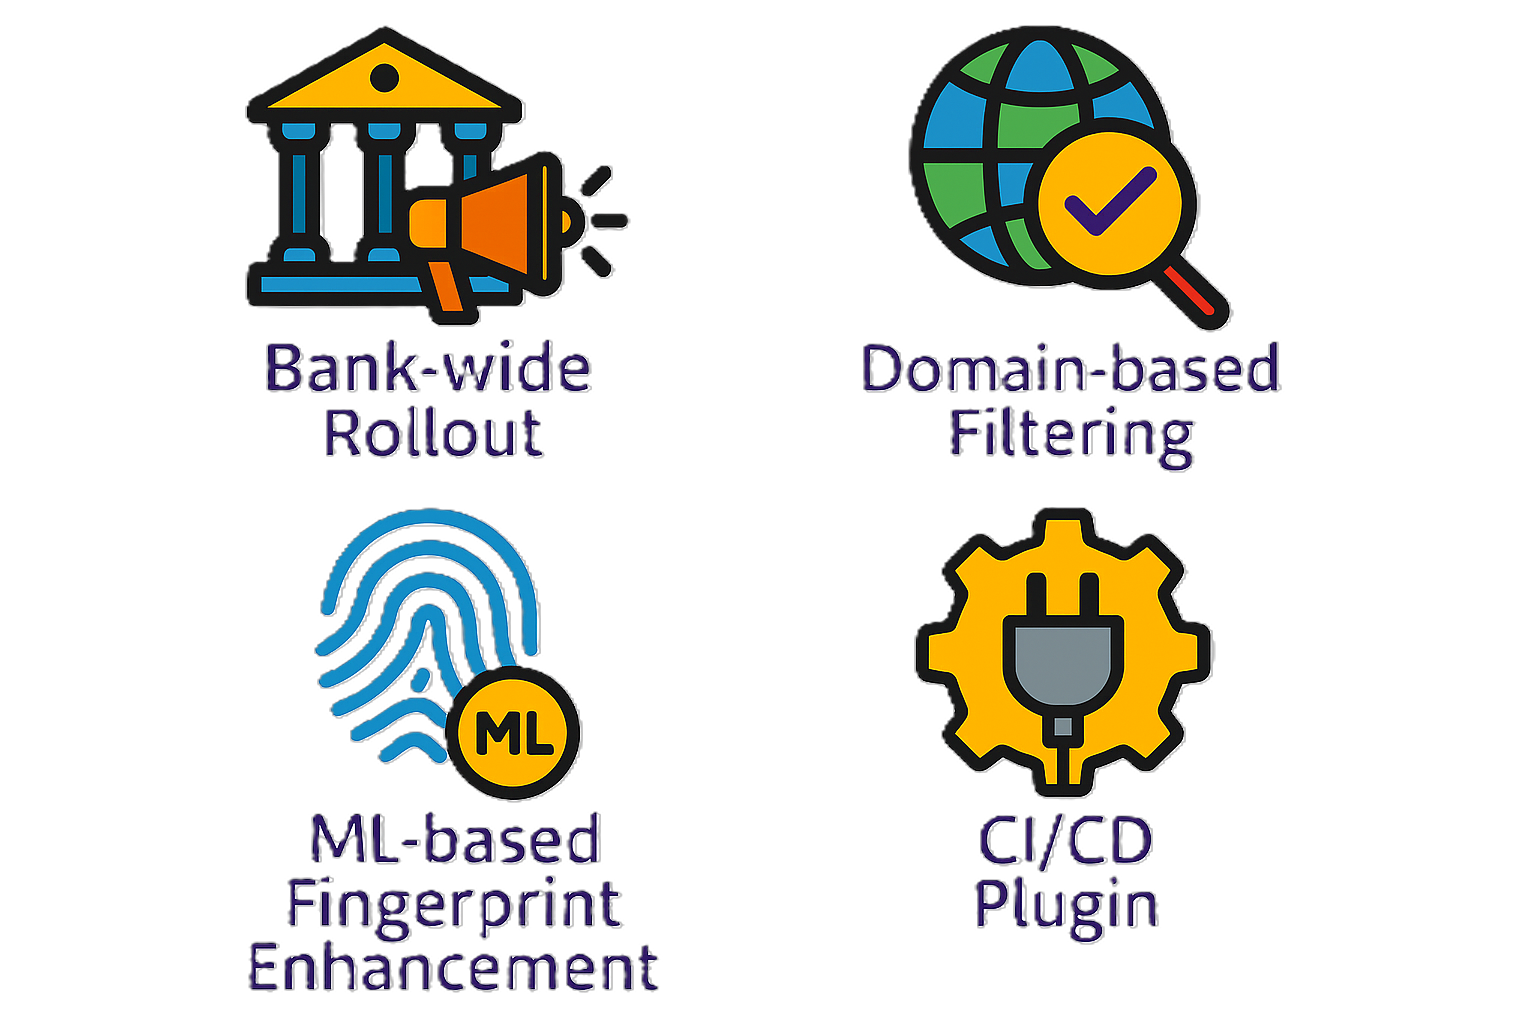 Bank-wide
Rollout
Domain-based
Filtering
ML
ML-based
Fingerprint
Enhancement
CI/CD
Plugin